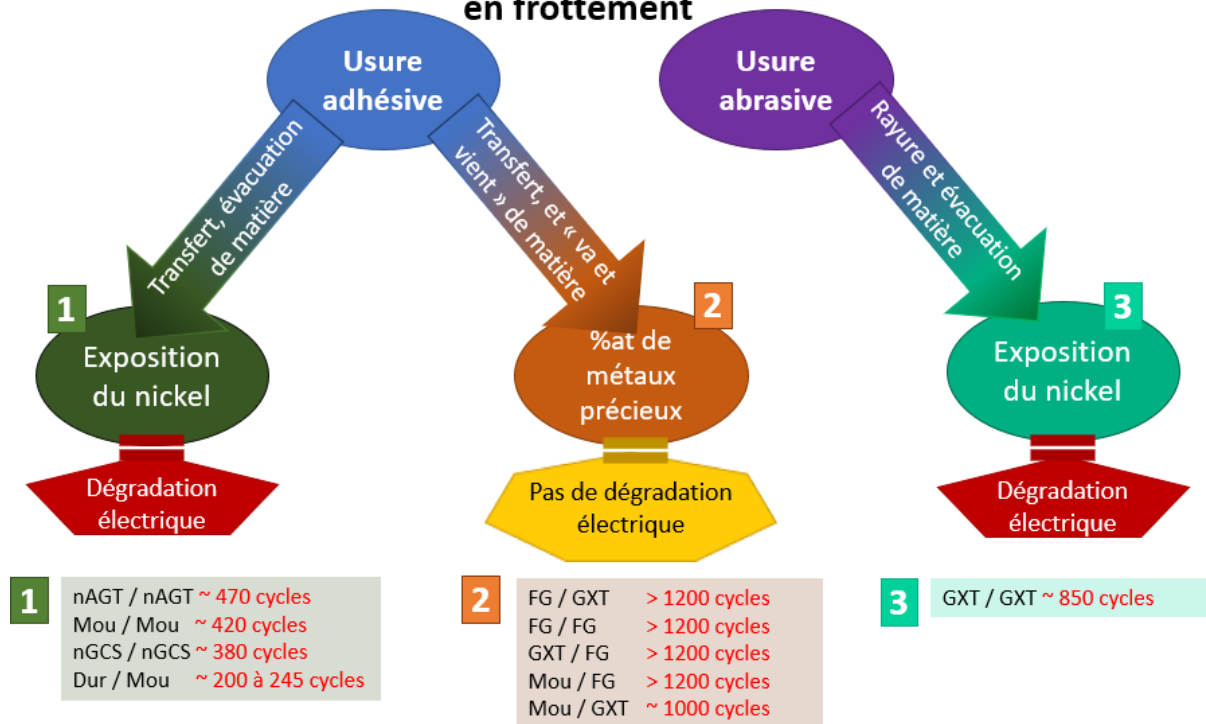 en frottement
Usure
adhésive
Usure
abrasive
Transfert, évacuation
de matière
Transfert, et « va et
vient » de matière
Rayure et évacuation
de matière
1
Exposition
du nickel
2
%at de
métaux
précieux
3
Exposition
du nickel
Dégradation
électrique
Pas de dégradation
électrique
Dégradation
électrique
1
nAGT / nAGT ~ 470 cycles
Mou / Mou ~ 420 cycles
nGCS / nGCS ~ 380 cycles
Dur / Mou ~ 200 à 245 cycles
2
FG / GXT > 1200 cycles
FG / FG > 1200 cycles
GXT / FG > 1200 cycles
Mou / FG > 1200 cycles
Mou / GXT ~ 1000 cycles
3
GXT / GXT ~ 850 cycles